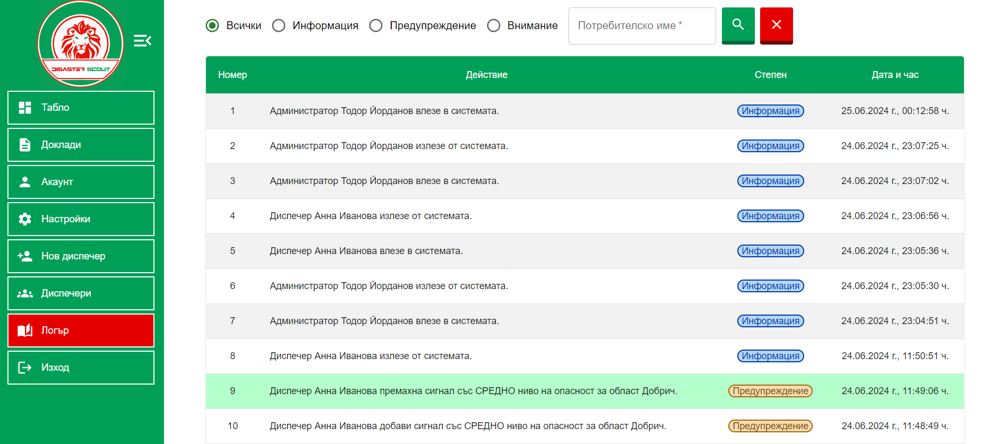 DISASTER SCOUT
Табло
Доклади
Акаунт
Настройки
Нов диспечер
Диспечери
Логър
Изход
Всички Информация Предупреждение Внимание Потребителско име *
Номер Действие Степен Дата и час
1 Администратор Тодор Йорданов влезе в системата. Информация 25.06.2024 г., 00:12:58 ч.
2 Администратор Тодор Йорданов излезе от системата. Информация 24.06.2024 г., 23:07:25 ч.
3 Администратор Тодор Йорданов влезе в системата. Информация 24.06.2024 г., 23:07:02 ч.
4 Диспечер Анна Иванова излезе от системата. Информация 24.06.2024 г., 23:06:56 ч.
5 Диспечер Анна Иванова влезе в системата. Информация 24.06.2024 г., 23:05:36 ч.
6 Администратор Тодор Йорданов излезе от системата. Информация 24.06.2024 г., 23:05:30 ч.
7 Администратор Тодор Йорданов влезе в системата. Информация 24.06.2024 г., 23:04:51 ч.
8 Диспечер Анна Иванова излезе от системата. Информация 24.06.2024 г., 11:50:51 ч.
9 Диспечер Анна Иванова премахна сигнал със СРЕДНО ниво на опасност за област Добрич. Предупреждение 24.06.2024 г., 11:49:06 ч.
10 Диспечер Анна Иванова добави сигнал със СРЕДНО ниво на опасност за област Добрич. Предупреждение 24.06.2024 г., 11:48:49 ч.